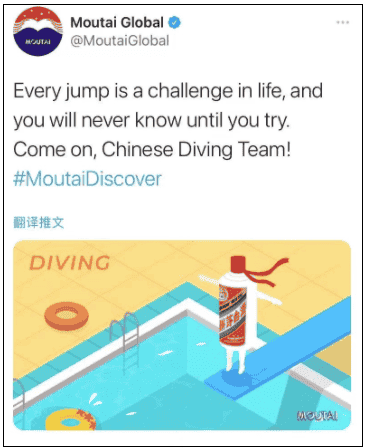 Moutai Global
MOUTAI
@MoutaiGlobal
Every jump is a challenge in life, and
you will never know until you try.
Come on, Chinese Diving Team!
#MoutaiDiscover
翻译推文
DIVING
MOUTAI